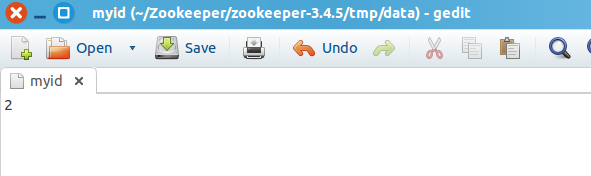 myid (~/Zookeeper/zookeeper-3.4.5/tmp/data) - gedit
Open Save Undo
myid
2